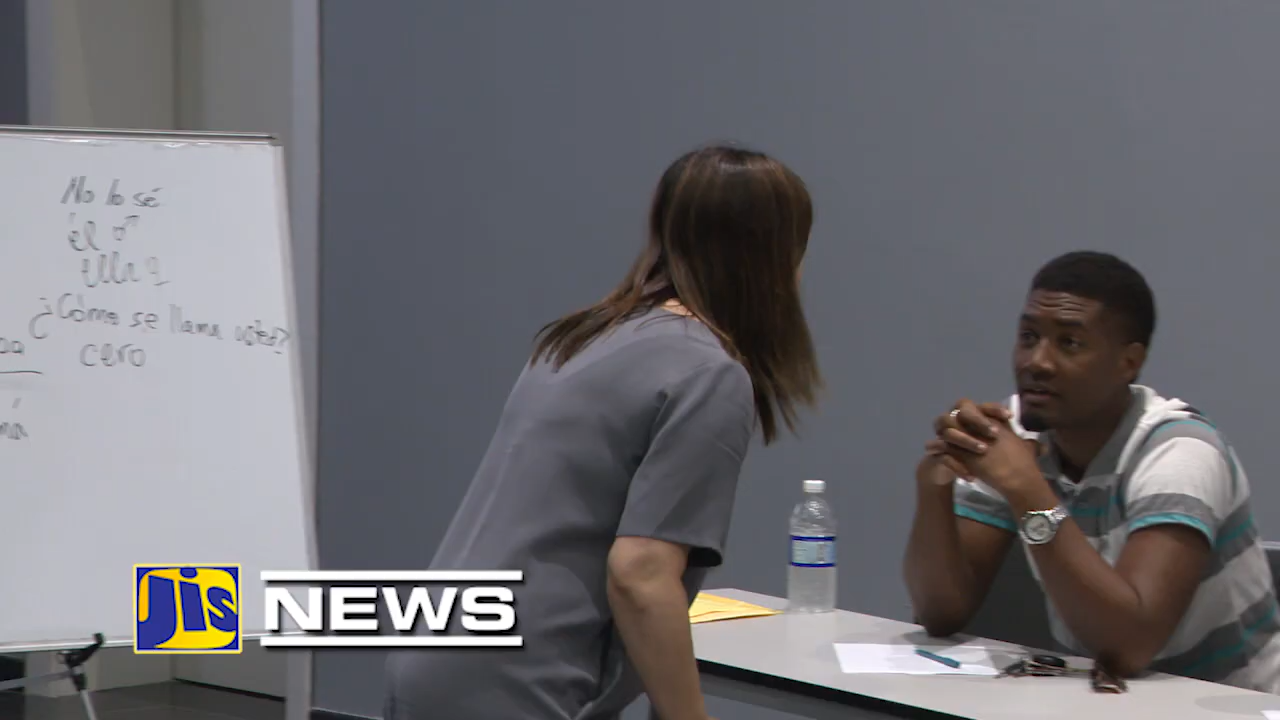 No lo sé
él ♂
ella ♀
¿Cómo se llama usted?
cero
Jis NEWS